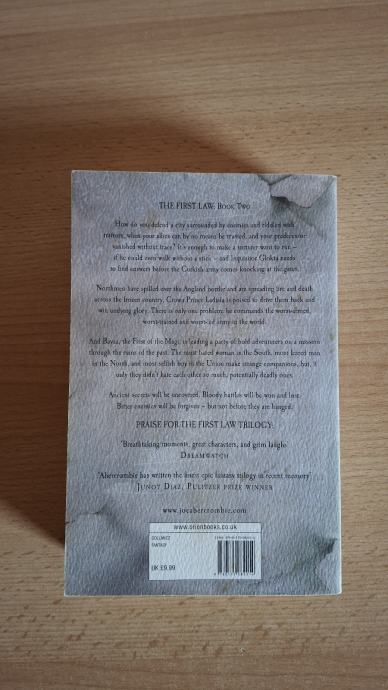 THE FIRST LAW: BOOK TWO
How do you defend a city surrounded by enemies and riddled with
traitors, when your allies can by no means be trusted, and your predecessor
vanished without trace? It's enough to make a torturer want to run –
if he could even walk without a stick – and Inquisitor Glokta needs
to find answers before the Gurkish army comes knocking at the gates.
Northmen have spilled over the Angland border and are spreading fire and death
across the frozen country. Crown Prince Ladisla is poised to drive them back and
win undying glory. There is only one problem: he commands the worst-armed,
worst-trained and worst-led army in the world.
And Bayaz, the First of the Magi, is leading a party of bold adventurers on a mission
through the ruins of the past. The most hated woman in the South, most feared man
in the North, and most selfish boy in the Union make strange companions, but, if
only they didn't hate each other so much, potentially deadly ones.
Ancient secrets will be uncovered. Bloody battles will be won and lost.
Bitter enemies will be forgiven – but not before they are hanged.
PRAISE FOR THE FIRST LAW TRILOGY:
'Breathtaking moments, great characters, and grim laughs'
DREAMWATCH
'Abercrombie has written the finest epic fantasy trilogy in recent memory'
JUNOT DIAZ, PULITZER PRIZE WINNER
www.joeabercrombie.com
www.orionbooks.co.uk
GOLLANCZ
FANTASY
UK £9.99